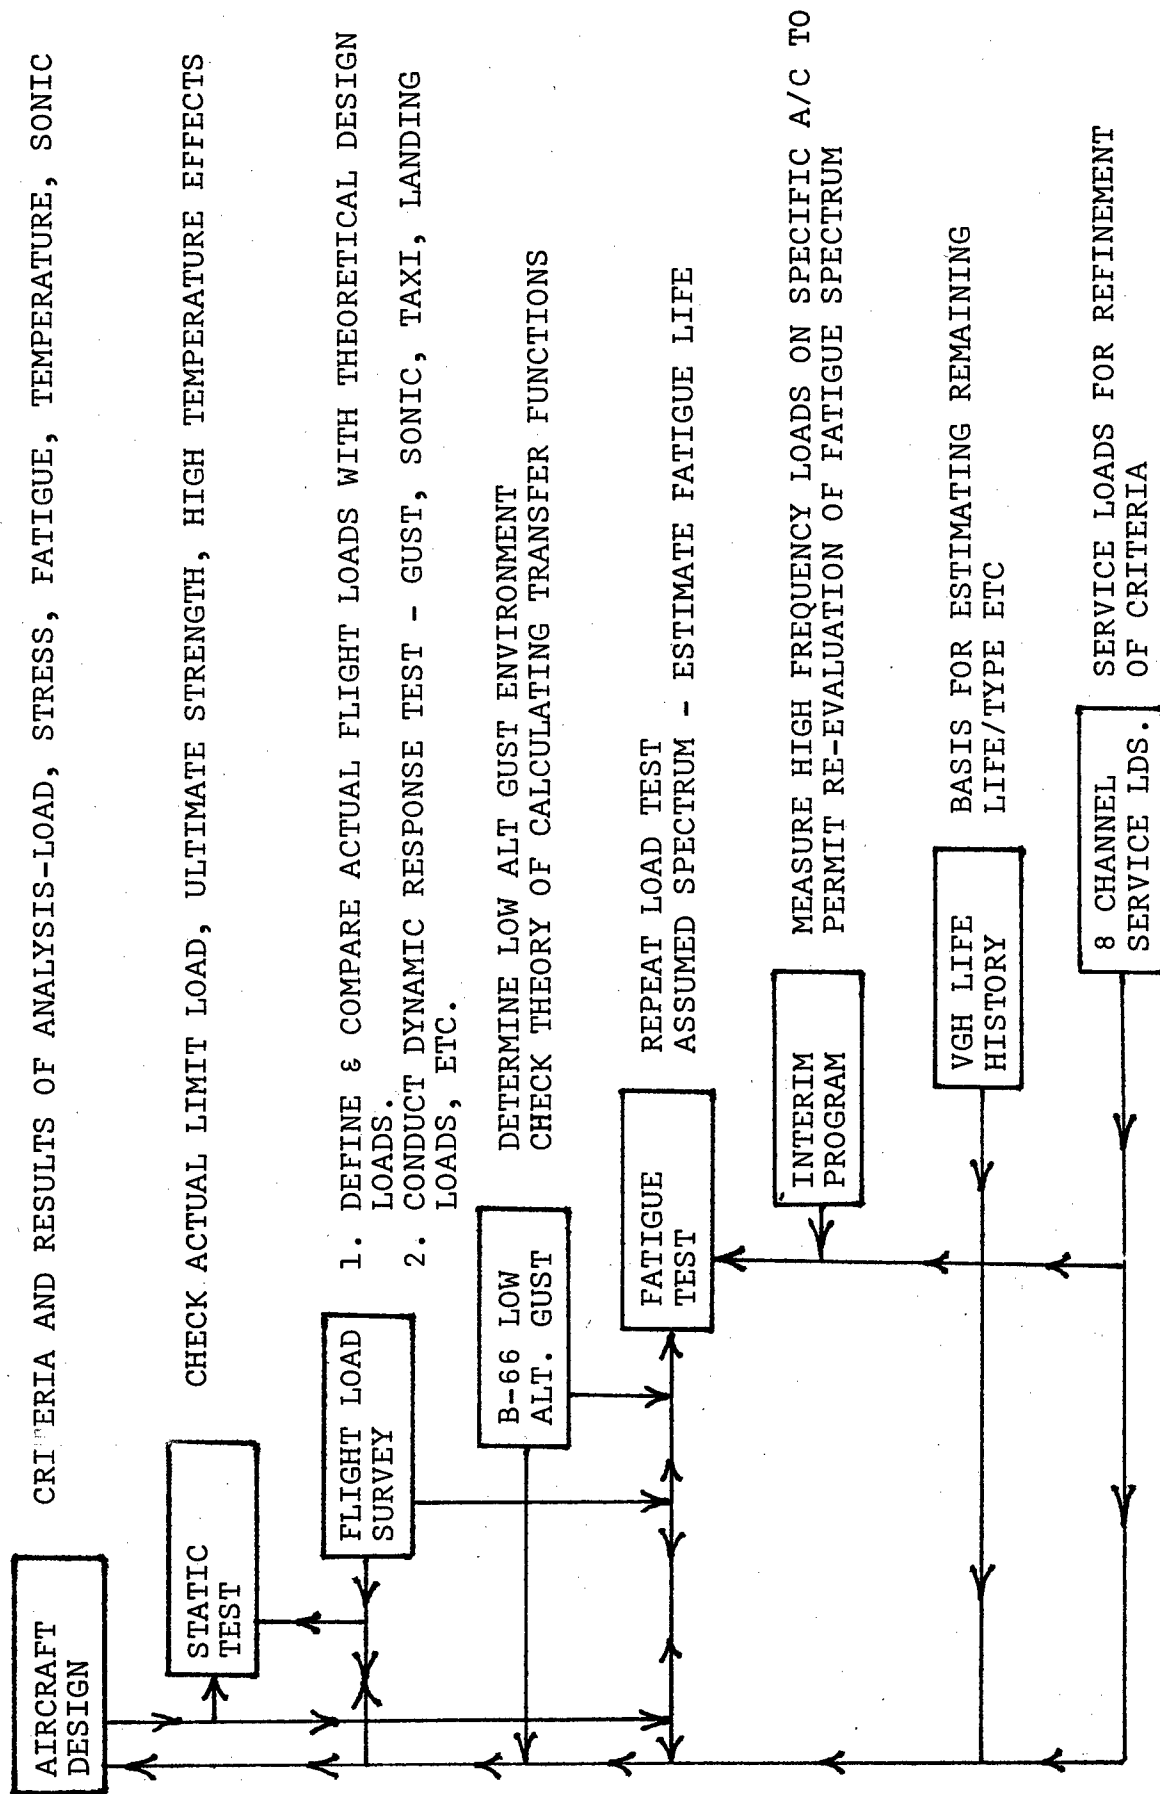 AIRCRAFT
DESIGN
CRITERIA AND RESULTS OF ANALYSIS-LOAD, STRESS, FATIGUE, TEMPERATURE, SONIC
STATIC
TEST
CHECK ACTUAL LIMIT LOAD, ULTIMATE STRENGTH, HIGH TEMPERATURE EFFECTS
FLIGHT LOAD
SURVEY
1. DEFINE & COMPARE ACTUAL FLIGHT LOADS WITH THEORETICAL DESIGN
LOADS.
2. CONDUCT DYNAMIC RESPONSE TEST - GUST, SONIC, TAXI, LANDING
LOADS, ETC.
B-66 LOW
ALT. GUST
DETERMINE LOW ALT GUST ENVIRONMENT
CHECK THEORY OF CALCULATING TRANSFER FUNCTIONS
FATIGUE
TEST
REPEAT LOAD TEST
ASSUMED SPECTRUM - ESTIMATE FATIGUE LIFE
INTERIM
PROGRAM
MEASURE HIGH FREQUENCY LOADS ON SPECIFIC A/C TO
PERMIT RE-EVALUATION OF FATIGUE SPECTRUM
VGH LIFE
HISTORY
BASIS FOR ESTIMATING REMAINING
LIFE/TYPE ETC
8 CHANNEL
SERVICE LDS.
SERVICE LOADS FOR REFINEMENT
OF CRITERIA